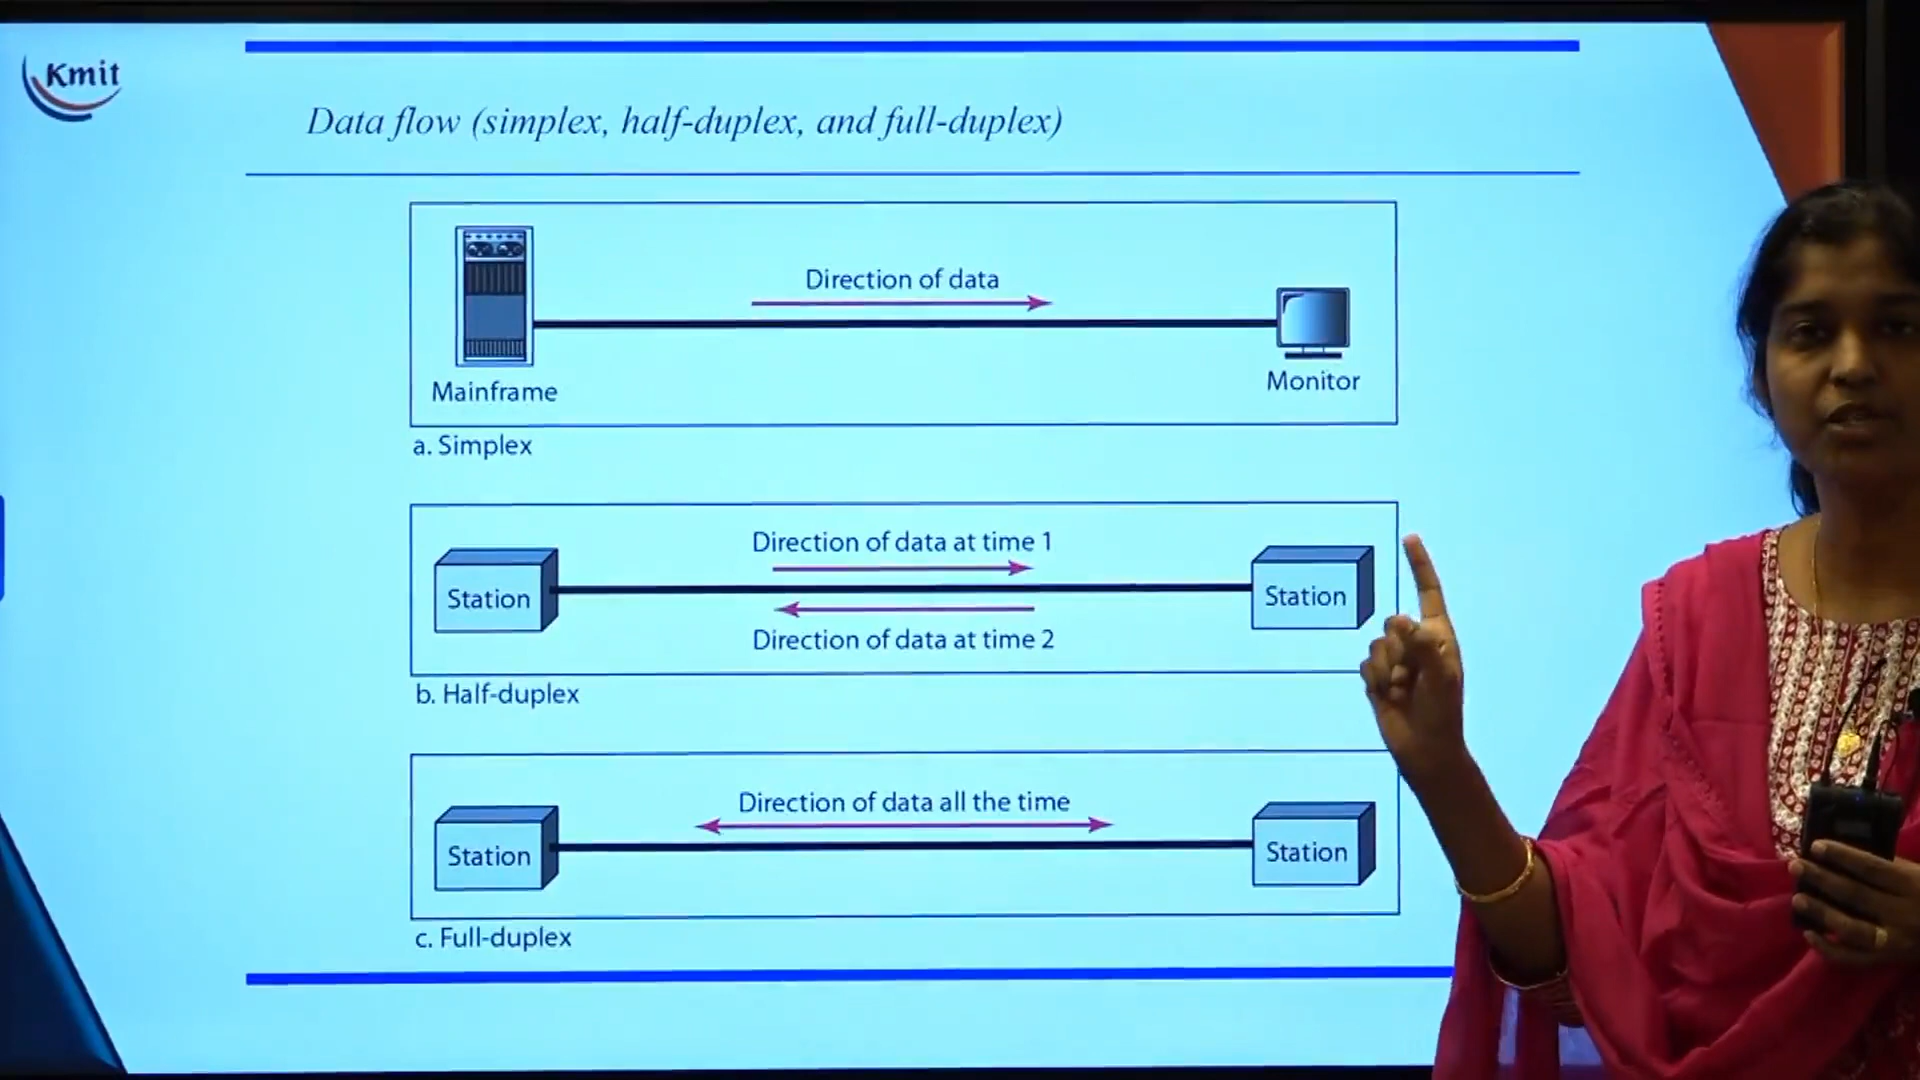 Kmit
Data flow (simplex, half-duplex, and full-duplex)
Direction of data
Mainframe
Monitor
a. Simplex
Direction of data at time 1
Station
Station
Direction of data at time 2
b. Half-duplex
Direction of data all the time
Station
Station
c. Full-duplex